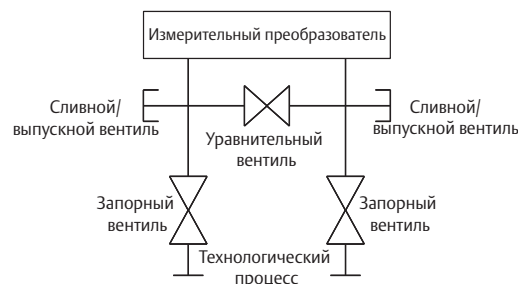 Измерительный преобразователь
Сливной/
выпускной вентиль
Сливной/
выпускной вентиль
Уравнительный
вентиль
Запорный
вентиль
Запорный
вентиль
Технологический
процесс